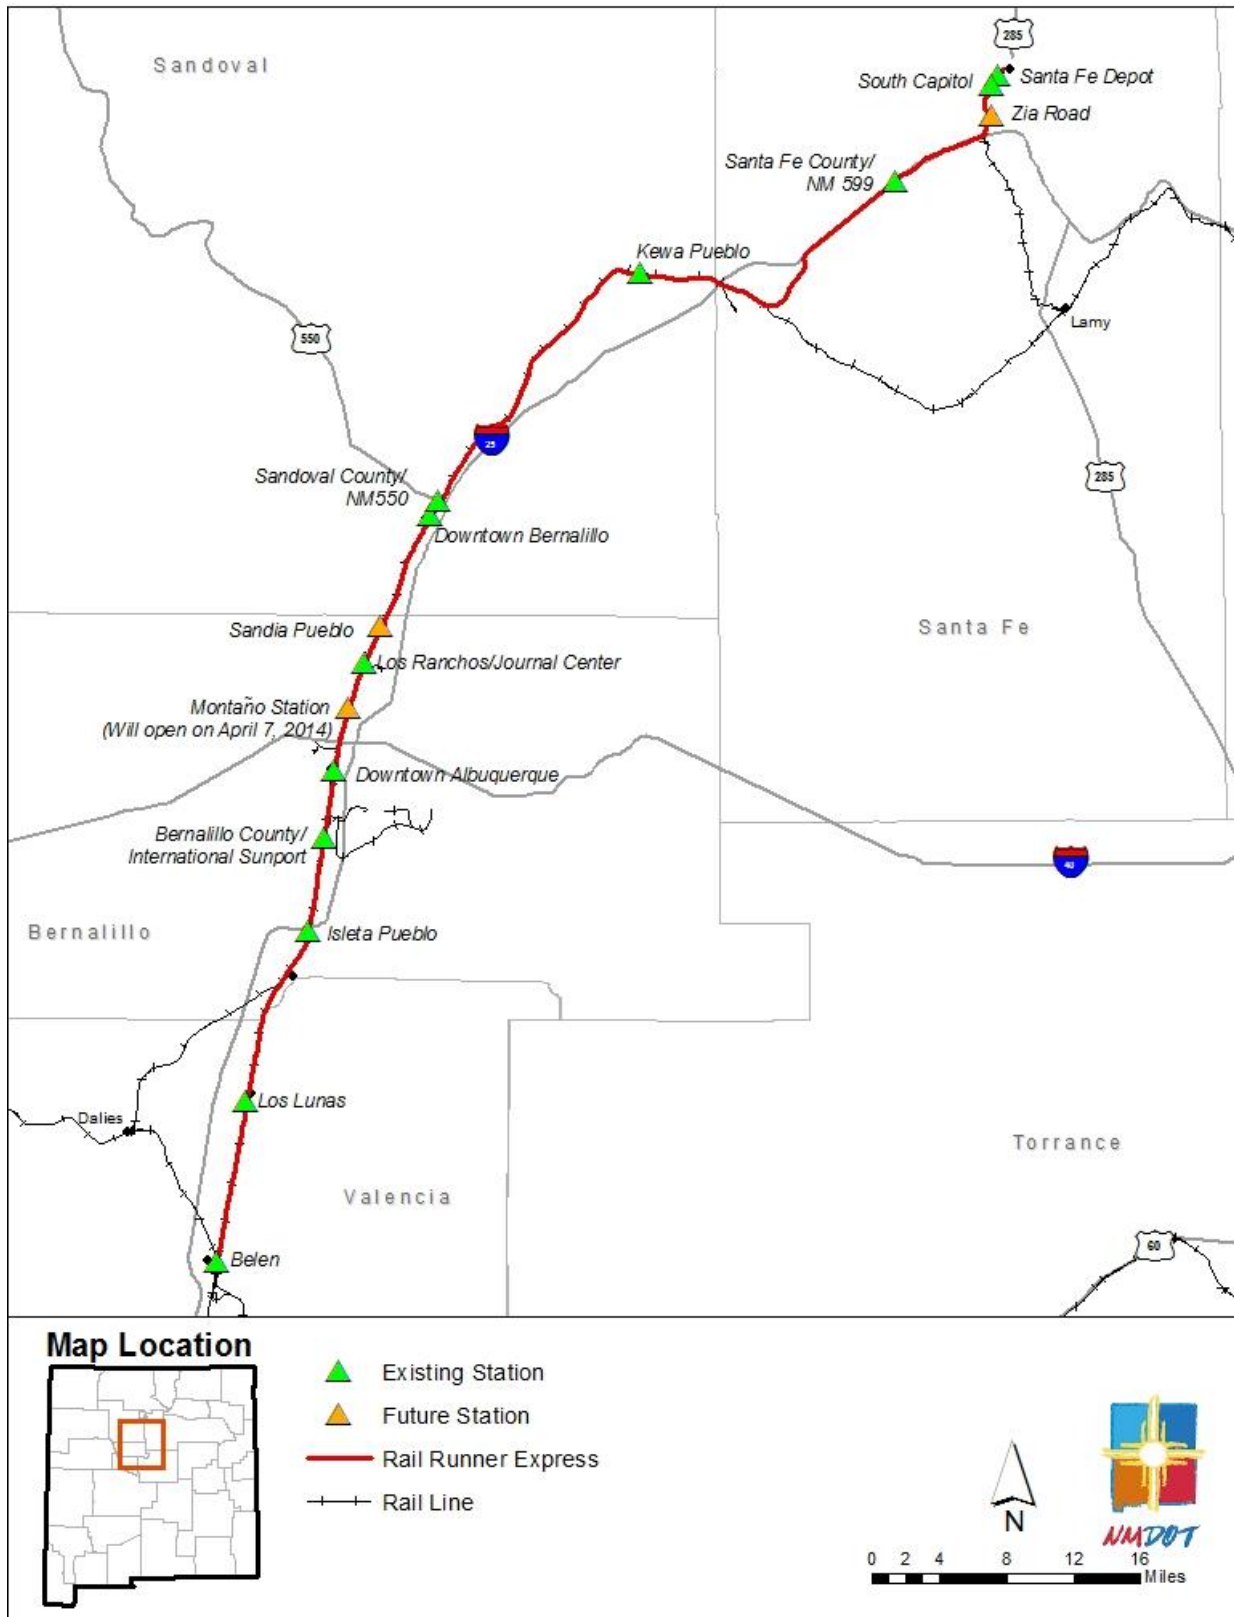 285
Sandoval
South Capitol
Santa Fe Depot
Zia Road
Santa Fe County/
NM 599
Kewa Pueblo
550
Lamy
25
Sandoval County/
NM550
285
Downtown Bernalillo
Sandia Pueblo
Santa Fe
Los Ranchos/Journal Center
Montaño Station
(Will open on April 7, 2014)
Downtown Albuquerque
Bernalillo County/
International Sunport
40
Bernalillo
Isleta Pueblo
Los Lunas
Dalies
Torrance
Valencia
60
Belen
Map Location
Existing Station
Future Station
Rail Runner Express
Rail Line
N
NMDOT
0 2 4 8 12 16
Miles